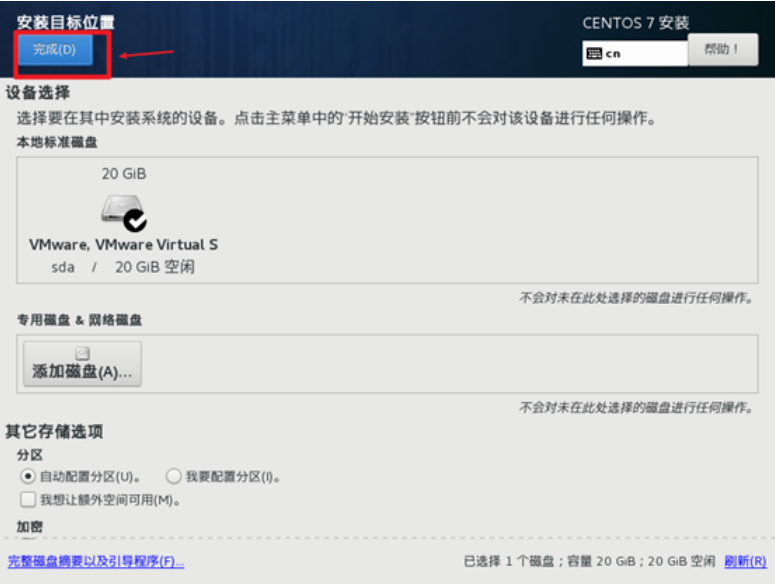 安装目标位置
CENTOS 7 安装
完成(D)
cn
帮助！
设备选择
选择要在其中安装系统的设备。点击主菜单中的"开始安装"按钮前不会对该设备进行任何操作。
本地标准磁盘
20 GiB
VMware, VMware Virtual S
sda / 20 GiB 空闲
不会对未在此处选择的磁盘进行任何操作。
专用磁盘 & 网络磁盘
添加磁盘(A)...
不会对未在此处选择的磁盘进行任何操作。
其它存储选项
分区
自动配置分区(U)。 我要配置分区(I)。
我想让额外空间可用(M)。
加密
完整磁盘摘要以及引导程序(F)...
已选择 1 个磁盘；容量 20 GiB；20 GiB 空闲 刷新(R)